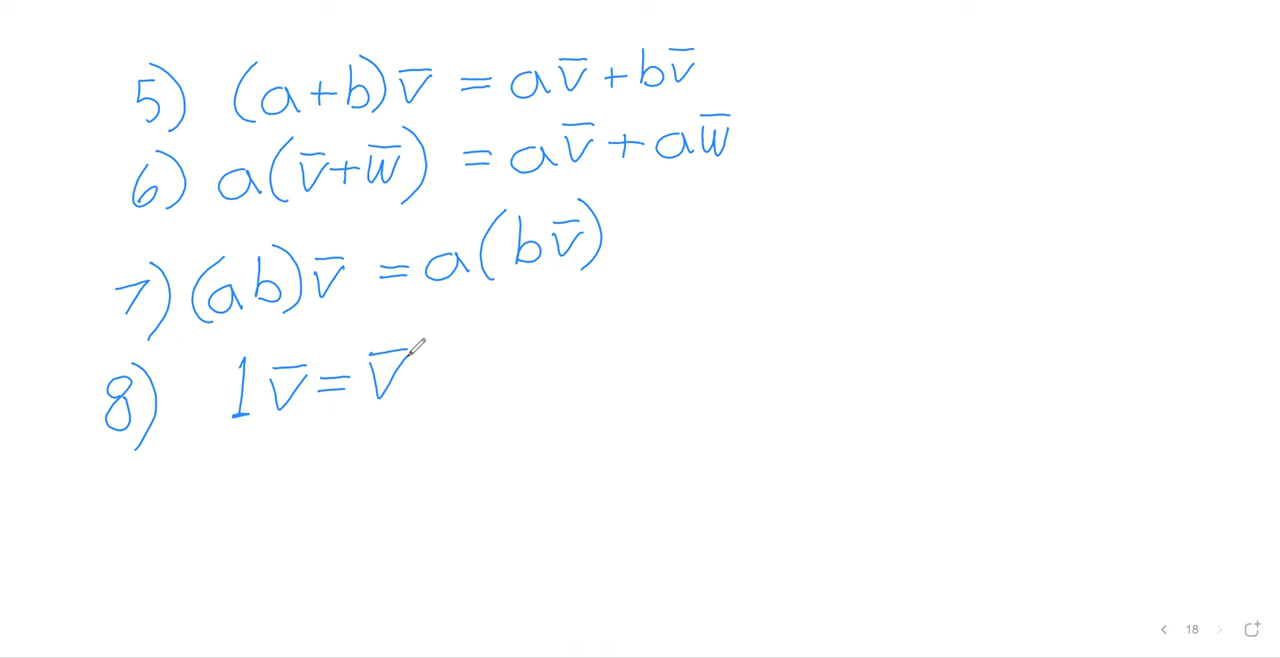 5) (a+b)v̄ = av̄+bv̄
6) a(v̄+w̄) = av̄+aw̄
7) (ab)v̄ = a(bv̄)
8) 1v̄=v̄
< 18 >